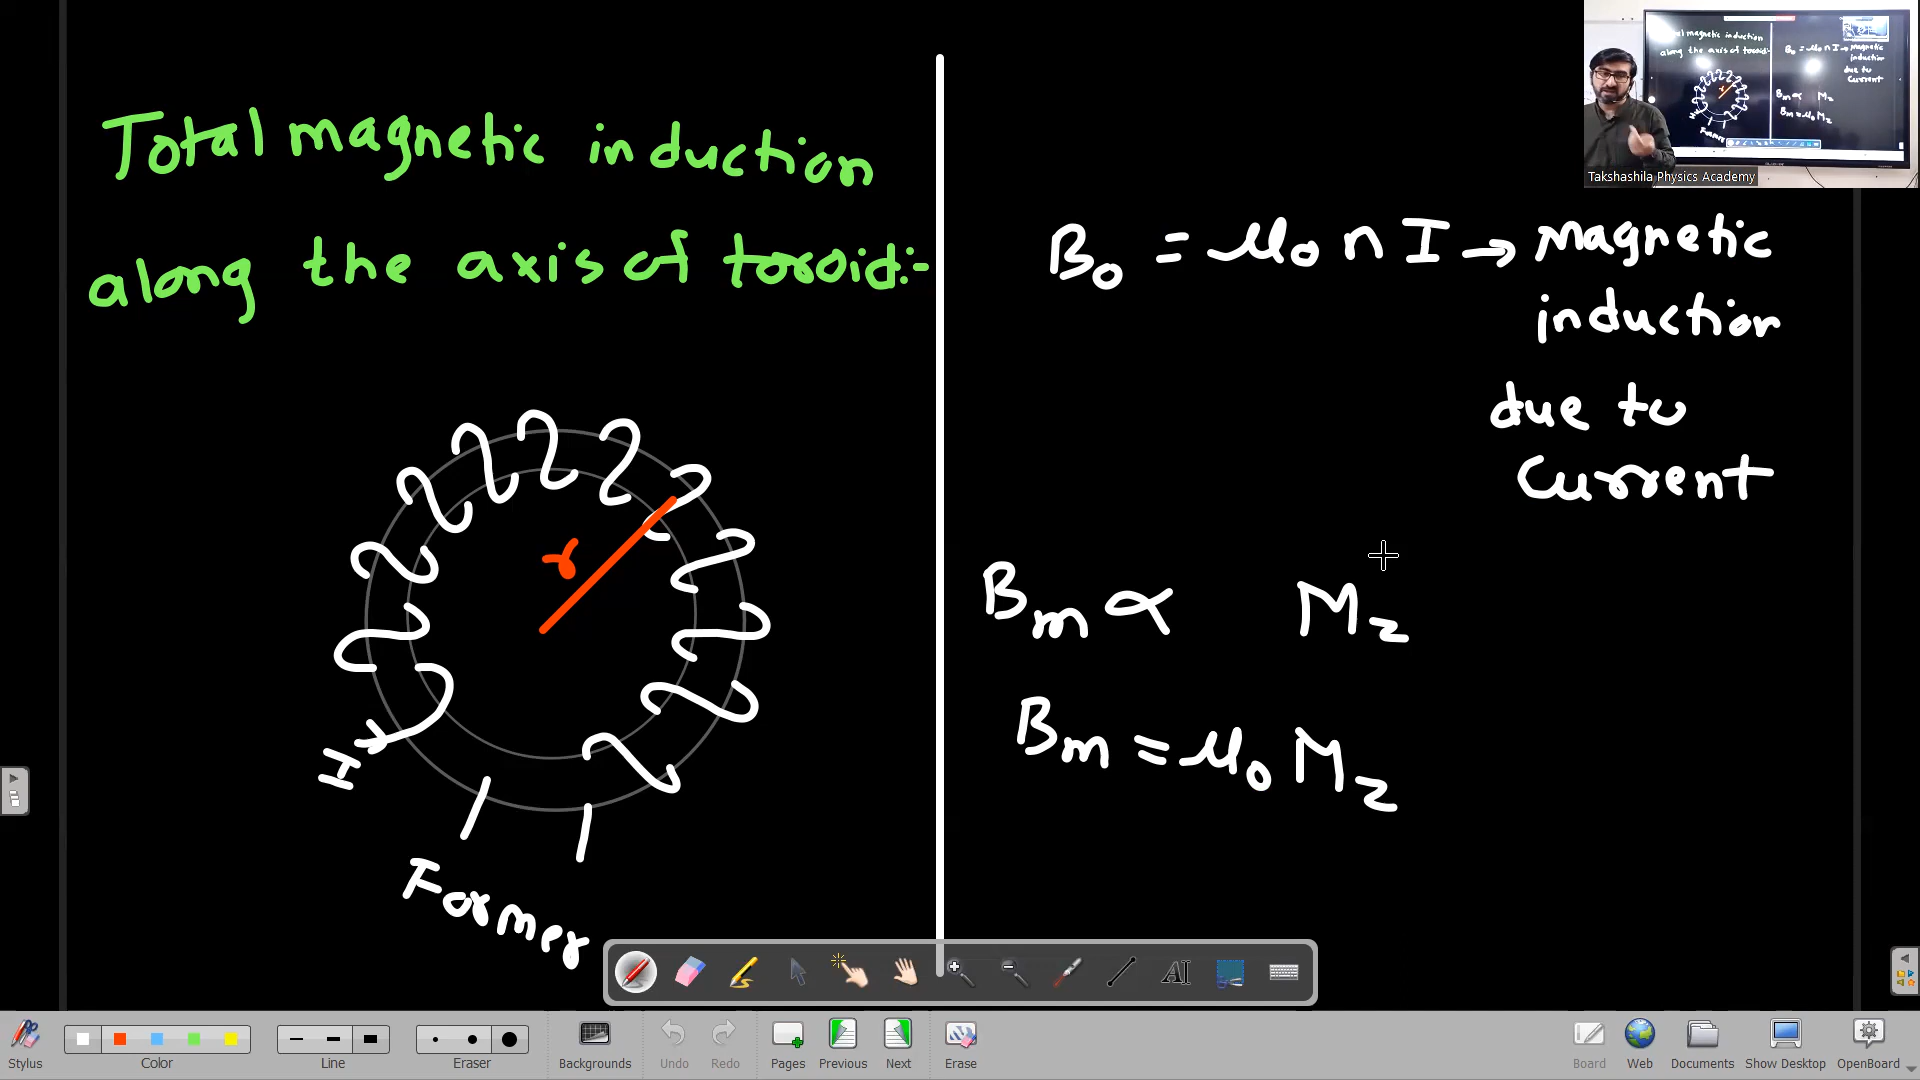 Total magnetic induction
along the axis of toroid:-
r
I
Former
B₀ = μ₀ n I → magnetic
induction
due to
current
Bm ∝ Mz
Bm = μ₀ Mz
Takshashila Physics Academy
Stylus
Color
Line
Eraser
Backgrounds
Undo
Redo
Pages
Previous
Next
Erase
Board
Web
Documents
Show Desktop
OpenBoard